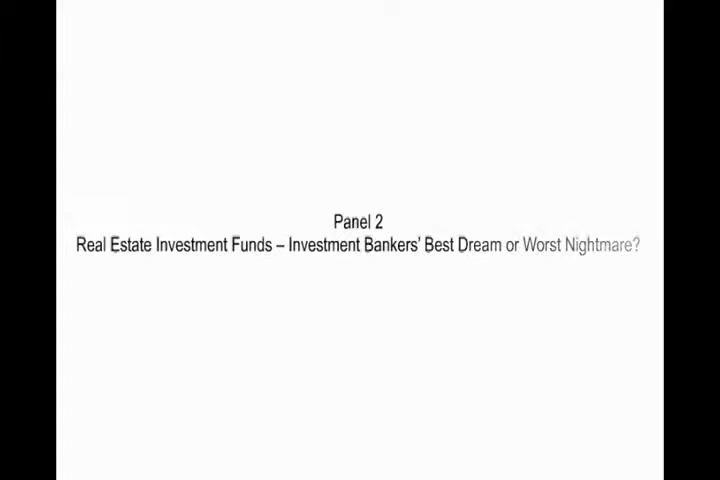 Panel 2
Real Estate Investment Funds – Investment Bankers’ Best Dream or Worst Nightmare?